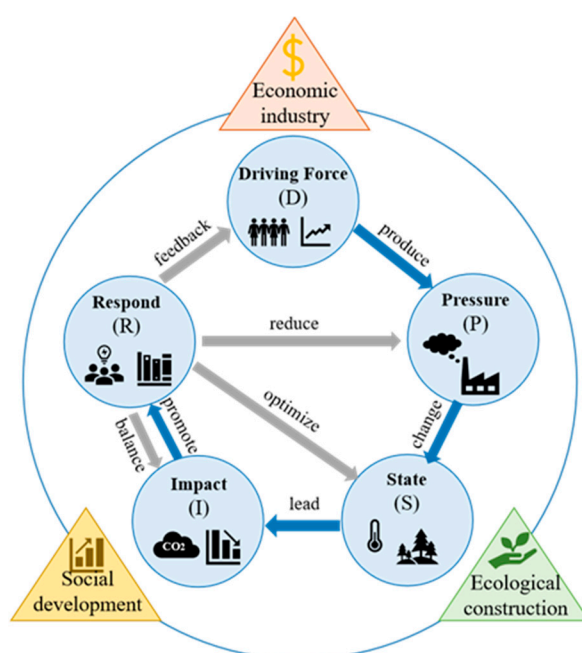 $
Economic
industry
Driving Force
(D)
feedback
produce
Respond
(R)
Pressure
(P)
reduce
optimize
promote
balance
change
Impact
(I)
CO2
lead
State
(S)
Social
development
Ecological
construction